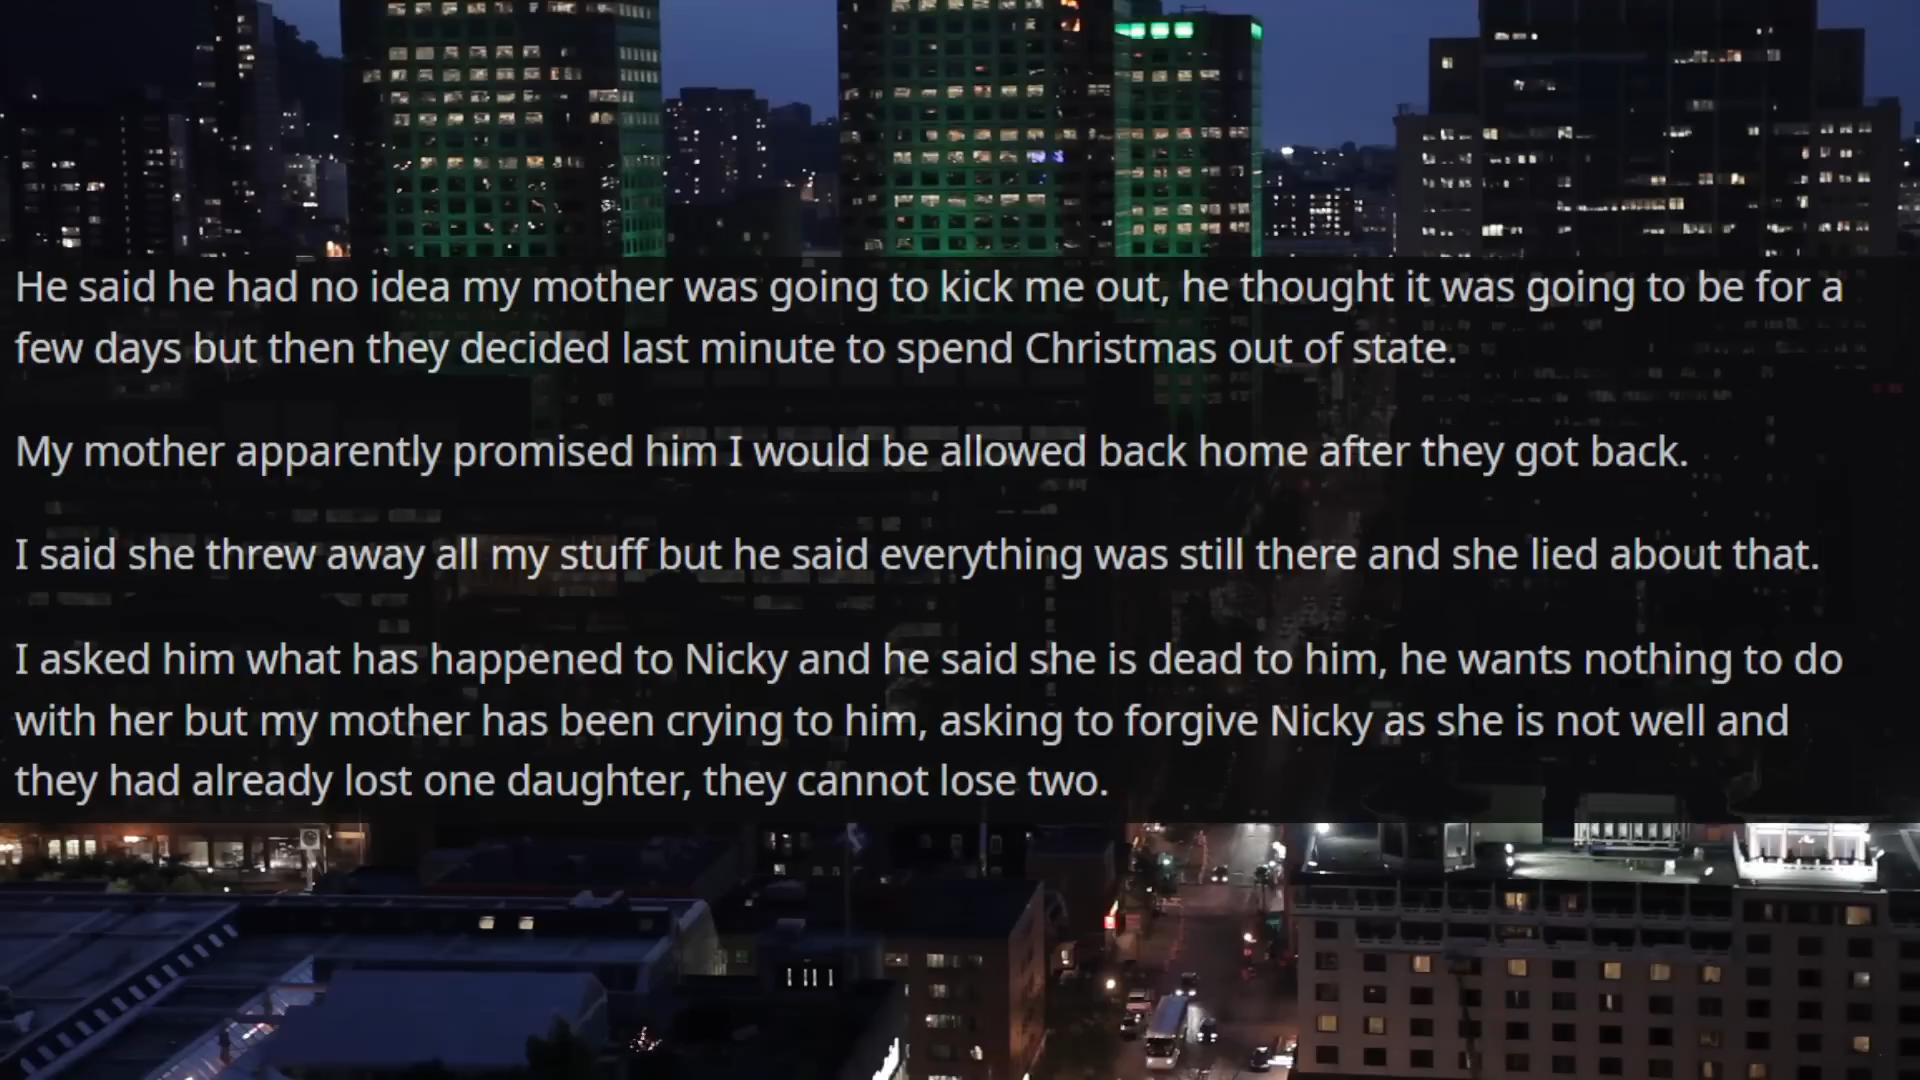 He said he had no idea my mother was going to kick me out, he thought it was going to be for a
few days but then they decided last minute to spend Christmas out of state.
My mother apparently promised him I would be allowed back home after they got back.
I said she threw away all my stuff but he said everything was still there and she lied about that.
I asked him what has happened to Nicky and he said she is dead to him, he wants nothing to do
with her but my mother has been crying to him, asking to forgive Nicky as she is not well and
they had already lost one daughter, they cannot lose two.